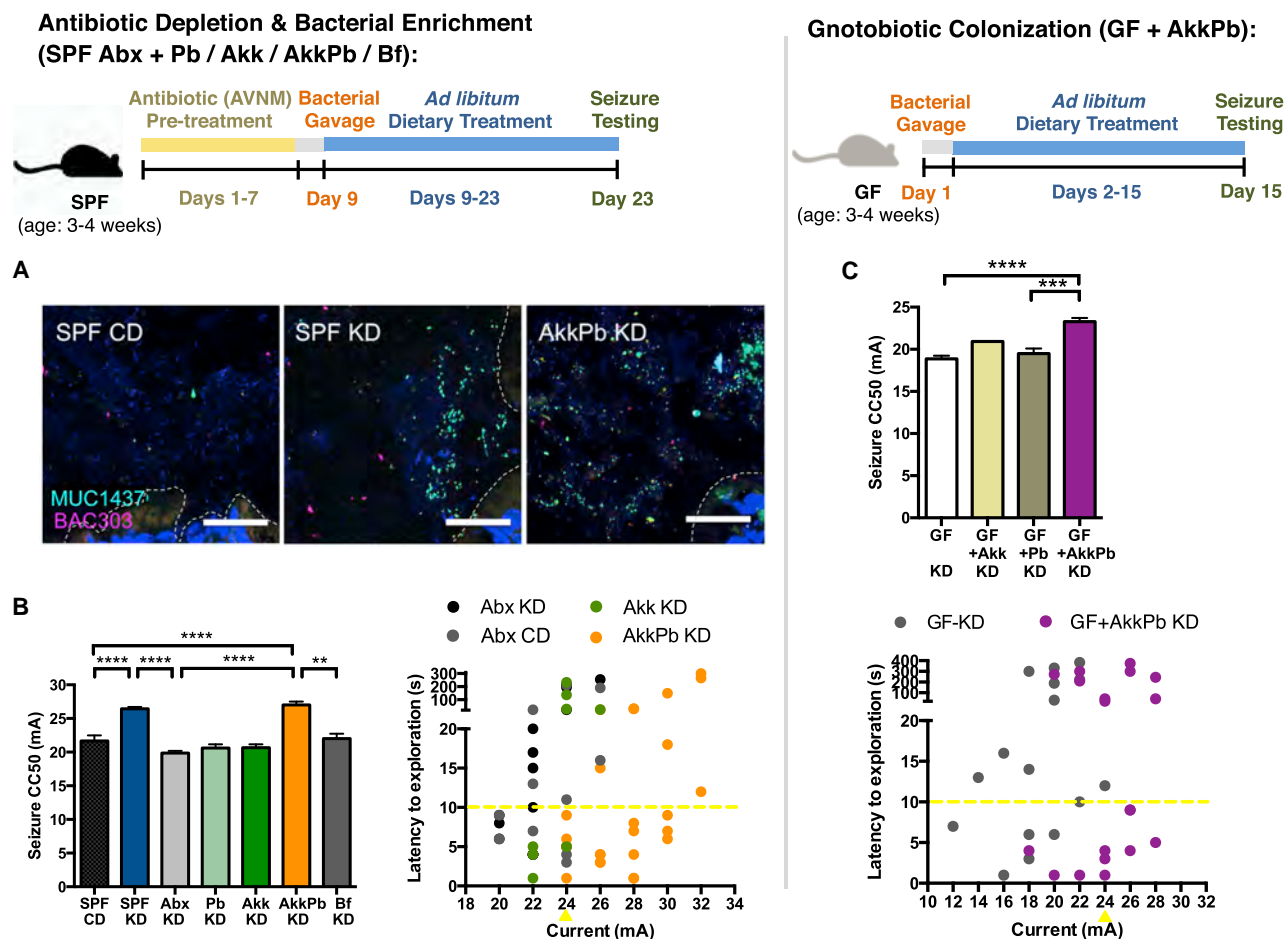 Antibiotic Depletion & Bacterial Enrichment
(SPF Abx + Pb / Akk / AkkPb / Bf):
Antibiotic (AVNM)
Pre-treatment
Bacterial
Gavage
Ad libitum
Dietary Treatment
Seizure
Testing
SPF
(age: 3-4 weeks)
Days 1-7
Day 9
Days 9-23
Day 23
Gnotobiotic Colonization (GF + AkkPb):
Bacterial
Gavage
Ad libitum
Dietary Treatment
Seizure
Testing
GF
(age: 3-4 weeks)
Day 1
Days 2-15
Day 15
A
SPF CD
SPF KD
AkkPb KD
MUC1437
BAC303
B
****
**** **** **** **
Seizure CC50 (mA)
30
25
20
15
10
5
0
SPF CD
SPF KD
Abx KD
Pb KD
Akk KD
AkkPb KD
Bf KD
Abx KD
Akk KD
Abx CD
AkkPb KD
Latency to exploration (s)
300
200
100
20
15
10
5
0
18 20 22 24 26 28 30 32 34
Current (mA)
C
****
***
Seizure CC50 (mA)
25
20
15
10
5
0
GF KD
GF +Akk KD
GF +Pb KD
GF +AkkPb KD
GF-KD
GF+AkkPb KD
Latency to exploration (s)
400
300
200
100
20
15
10
5
0
10 12 14 16 18 20 22 24 26 28 30 32
Current (mA)